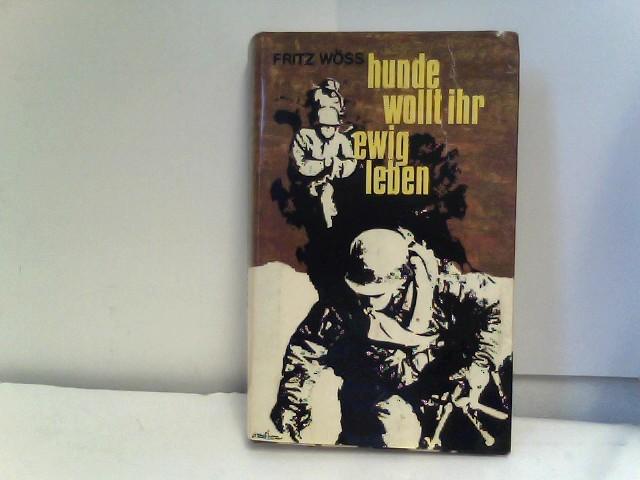 FRITZ WÖSS
hunde
wollt ihr
ewig
leben